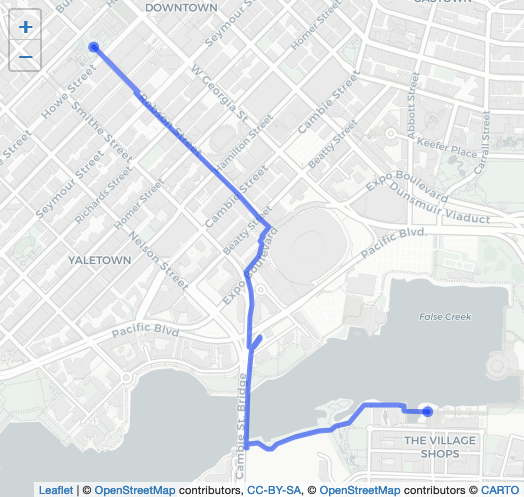 DOWNTOWN
GASTOWN
+
−
Seymour Street
Homer Street
W Georgia St
Howe Street
Robson Street
Cambie Street
Abbott Street
Smithe Street
Hamilton Street
Beatty Street
Keefer Place
Carrall Street
Seymour Street
Richards Street
Homer Street
Cambie Street
Expo Boulevard
Dunsmuir Viaduct
Beatty Street
Pacific Blvd.
YALETOWN
Nelson Street
Expo Boulevard
False Creek
Pacific Blvd
Cambie St. Bridge
THE VILLAGE
SHOPS
Leaflet | © OpenStreetMap contributors, CC-BY-SA, © OpenStreetMap contributors © CARTO